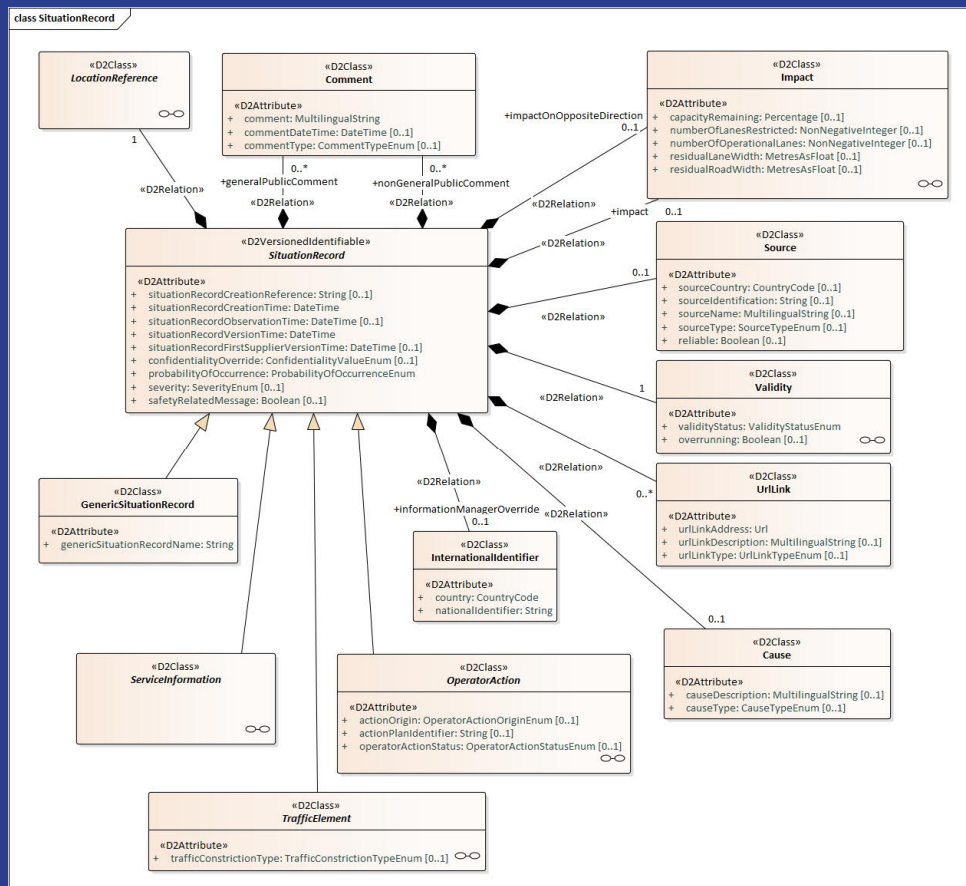 class SituationRecord
«D2Class»
LocationReference
1
«D2Relation»
«D2Class»
Comment
«D2Attribute»
+ comment: MultilingualString
+ commentDateTime: DateTime [0..1]
+ commentType: CommentTypeEnum [0..1]
0..*
+generalPublicComment
«D2Relation»
0..*
+nonGeneralPublicComment
«D2Relation»
+impactOnOppositeDirection
0..1
«D2Relation»
«D2Class»
Impact
«D2Attribute»
+ capacityRemaining: Percentage [0..1]
+ numberOfLanesRestricted: NonNegativeInteger [0..1]
+ numberOfOperationalLanes: NonNegativeInteger [0..1]
+ residualLaneWidth: MetresAsFloat [0..1]
+ residualRoadWidth: MetresAsFloat [0..1]
+impact 0..1
«D2Relation»
«D2VersionedIdentifiable»
SituationRecord
«D2Attribute»
+ situationRecordCreationReference: String [0..1]
+ situationRecordCreationTime: DateTime
+ situationRecordObservationTime: DateTime [0..1]
+ situationRecordVersionTime: DateTime
+ situationRecordFirstSupplierVersionTime: DateTime [0..1]
+ confidentialityOverride: ConfidentialityValueEnum [0..1]
+ probabilityOfOccurrence: ProbabilityOfOccurrenceEnum
+ severity: SeverityEnum [0..1]
+ safetyRelatedMessage: Boolean [0..1]
0..1
«D2Relation»
«D2Class»
Source
«D2Attribute»
+ sourceCountry: CountryCode [0..1]
+ sourceIdentification: String [0..1]
+ sourceName: MultilingualString [0..1]
+ sourceType: SourceTypeEnum [0..1]
+ reliable: Boolean [0..1]
1
«D2Relation»
«D2Class»
Validity
«D2Attribute»
+ validityStatus: ValidityStatusEnum
+ overrunning: Boolean [0..1]
«D2Relation»
0..*
«D2Class»
UrlLink
«D2Attribute»
+ urlLinkAddress: Url
+ urlLinkDescription: MultilingualString [0..1]
+ urlLinkType: UrlLinkTypeEnum [0..1]
«D2Class»
GenericSituationRecord
«D2Attribute»
+ genericSituationRecordName: String
«D2Relation»
+informationManagerOverride
0..1
«D2Relation»
«D2Class»
InternationalIdentifier
«D2Attribute»
+ country: CountryCode
+ nationalIdentifier: String
0..1
«D2Class»
Cause
«D2Attribute»
+ causeDescription: MultilingualString [0..1]
+ causeType: CauseTypeEnum [0..1]
«D2Class»
ServiceInformation
«D2Class»
OperatorAction
«D2Attribute»
+ actionOrigin: OperatorActionOriginEnum [0..1]
+ actionPlanIdentifier: String [0..1]
+ operatorActionStatus: OperatorActionStatusEnum [0..1]
«D2Class»
TrafficElement
«D2Attribute»
+ trafficConstrictionType: TrafficConstrictionTypeEnum [0..1]